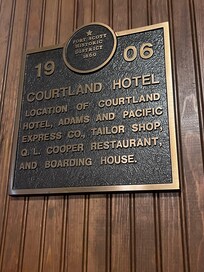 FORT SCOTT
HISTORIC
DISTRICT
19 06
COURTLAND HOTEL
LOCATION OF COURTLAND
HOTEL, ADAMS AND PACIFIC
EXPRESS CO., TAILOR SHOP,
Q. L. COOPER RESTAURANT,
AND BOARDING HOUSE.